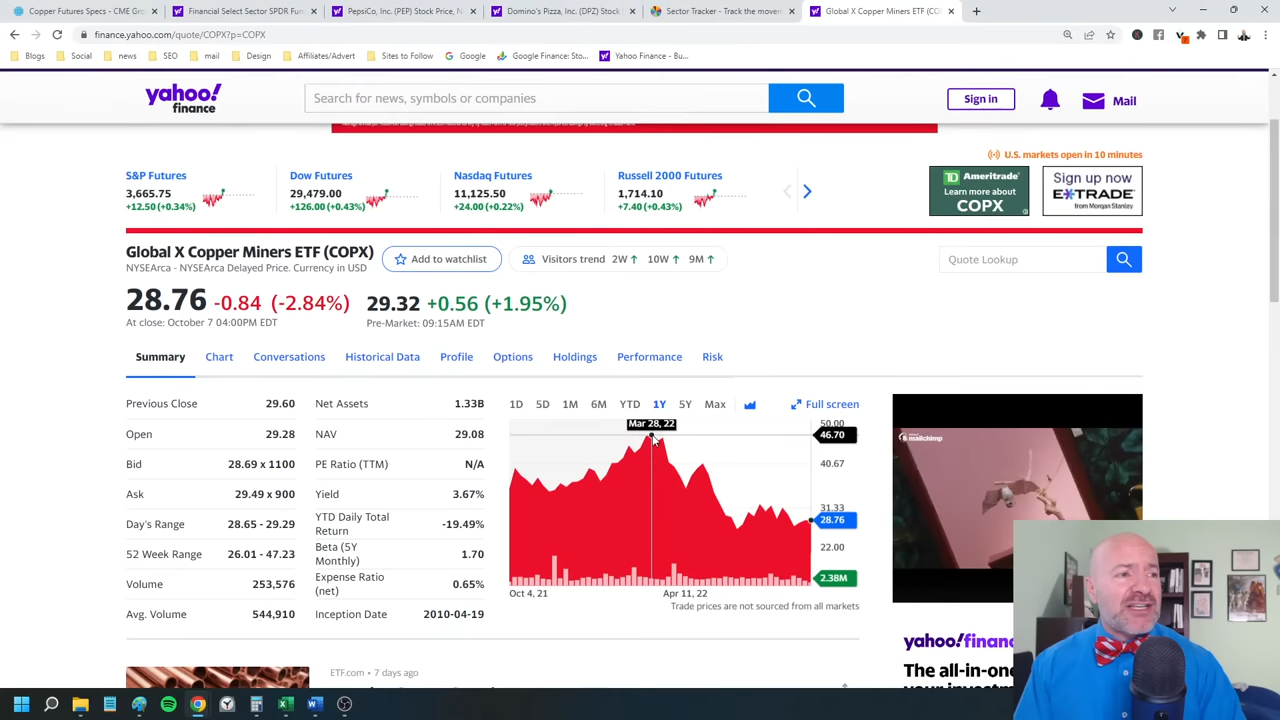 Copper Futures, Commodity Pr
Financial Select Sector SPDR Fun
PepsiCo, Inc. (PEP) Stock Price, N
Domino's Pizza, Inc. (DPZ) Stock
Sector Tracker - Track the movem
Global X Copper Miners ETF (CO
finance.yahoo.com/quote/COPX?p=COPX
Blogs Social news SEO mail Design Affiliates/Advert Sites to Follow Google Google Finance: Sto... Yahoo Finance - Bu...
yahoo!
finance
Search for news, symbols or companies
Sign in
Mail
U.S. markets open in 10 minutes
S&P Futures
3,665.75
+12.50 (+0.34%)
Dow Futures
29,479.00
+126.00 (+0.43%)
Nasdaq Futures
11,125.50
+24.00 (+0.22%)
Russell 2000 Futures
1,714.10
+7.40 (+0.43%)
TD Ameritrade
Learn more about
COPX
Sign up now
E*TRADE
from Morgan Stanley
Global X Copper Miners ETF (COPX)
NYSEArca - NYSEArca Delayed Price. Currency in USD
Add to watchlist
Visitors trend 2W ↑ 10W ↑ 9M ↑
Quote Lookup
28.76 -0.84 (-2.84%)
At close: October 7 04:00PM EDT
29.32 +0.56 (+1.95%)
Pre-Market: 09:15AM EDT
Summary Chart Conversations Historical Data Profile Options Holdings Performance Risk
Previous Close 29.60
Open 29.28
Bid 28.69 x 1100
Ask 29.49 x 900
Day's Range 28.65 - 29.29
52 Week Range 26.01 - 47.23
Volume 253,576
Avg. Volume 544,910
Net Assets 1.33B
NAV 29.08
PE Ratio (TTM) N/A
Yield 3.67%
YTD Daily Total
Return -19.49%
Beta (5Y
Monthly) 1.70
Expense Ratio
(net) 0.65%
Inception Date 2010-04-19
1D 5D 1M 6M YTD 1Y 5Y Max
Full screen
Mar 28, 22
50.00
46.70
40.67
31.33
28.76
22.00
2.38M
Oct 4, 21
Apr 11, 22
Trade prices are not sourced from all markets
mailchimp
yahoo!finan
The all-in-one
ETF.com • 7 days ago